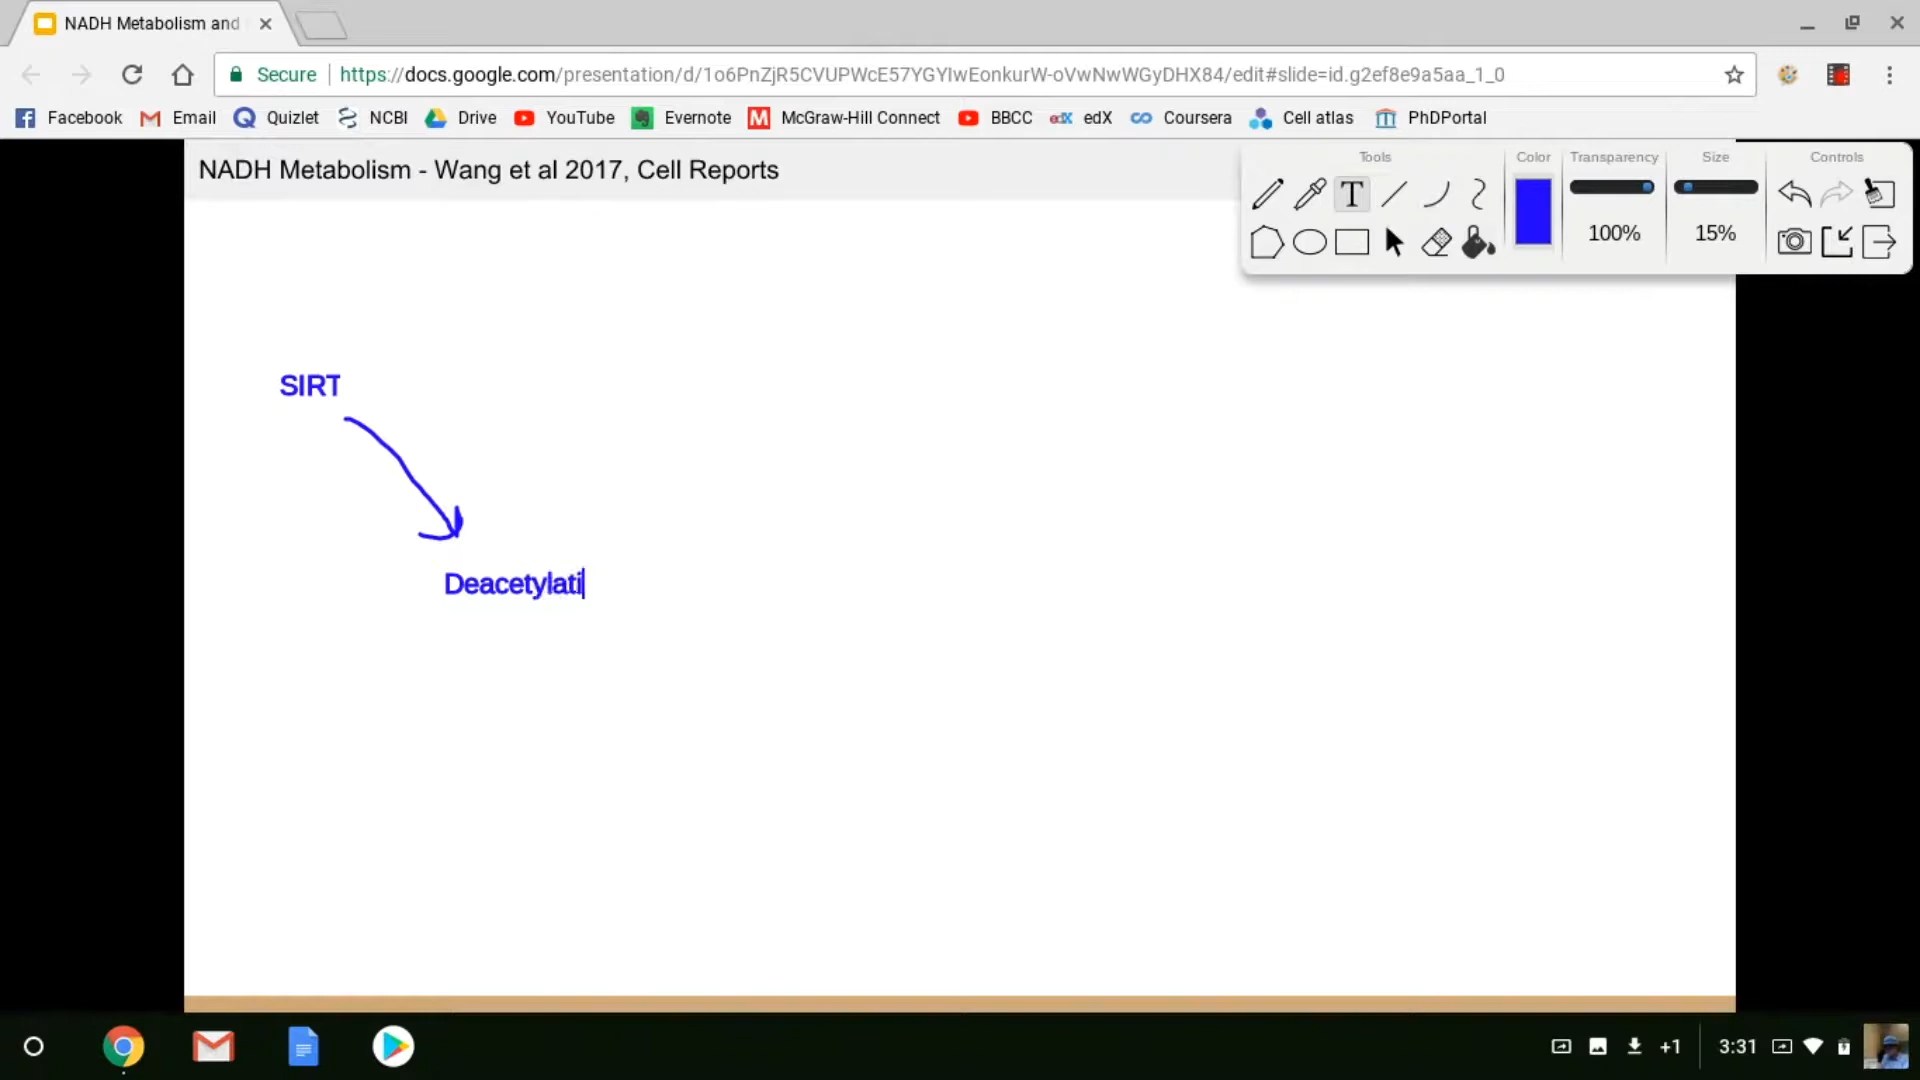 NADH Metabolism and
Secure https://docs.google.com/presentation/d/1o6PnZjR5CVUPWcE57YGYIwEonkurW-oVwNwWGyDHX84/edit#slide=id.g2ef8e9a5aa_1_0
Facebook Email Quizlet NCBI Drive YouTube Evernote McGraw-Hill Connect BBCC edX Coursera Cell atlas PhDPortal
NADH Metabolism - Wang et al 2017, Cell Reports
Tools Color Transparency Size Controls
T
100% 15%
SIRT
Deacetylati
+1 3:31